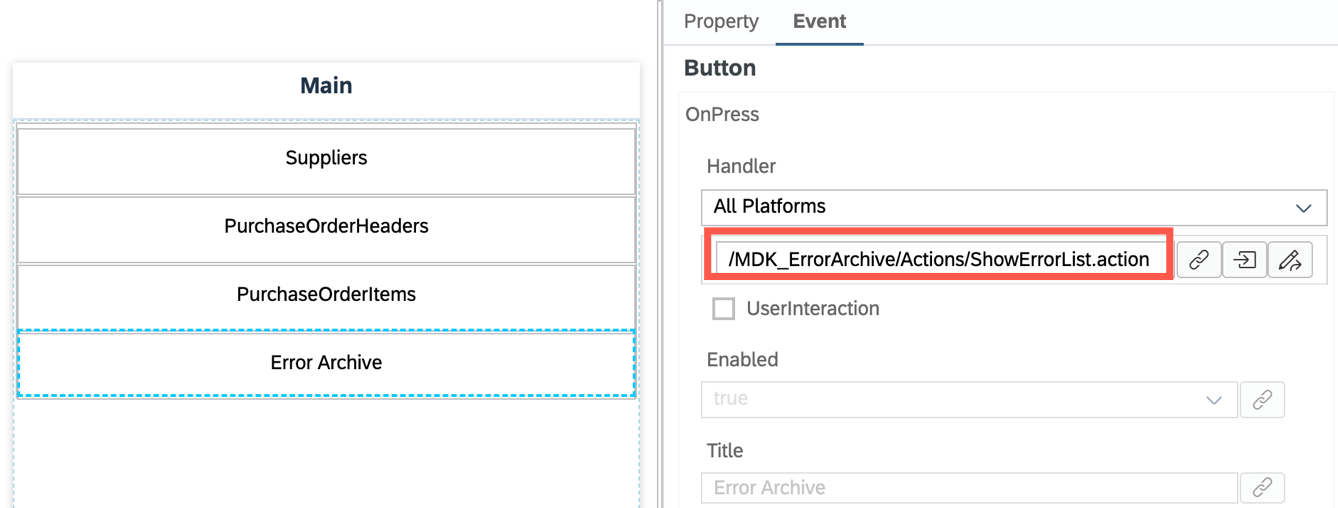 Main
Suppliers
PurchaseOrderHeaders
PurchaseOrderItems
Error Archive
Property Event
Button
OnPress
Handler
All Platforms
/MDK_ErrorArchive/Actions/ShowErrorList.action
UserInteraction
Enabled
true
Title
Error Archive